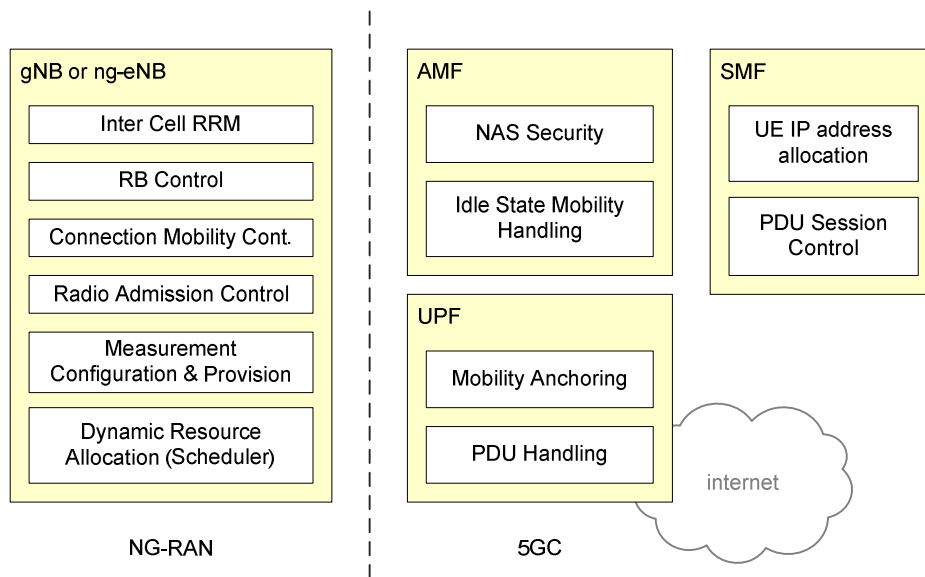 gNB or ng-eNB
Inter Cell RRM
RB Control
Connection Mobility Cont.
Radio Admission Control
Measurement
Configuration & Provision
Dynamic Resource
Allocation (Scheduler)
NG-RAN
AMF
NAS Security
Idle State Mobility
Handling
SMF
UE IP address
allocation
PDU Session
Control
UPF
Mobility Anchoring
PDU Handling
internet
5GC